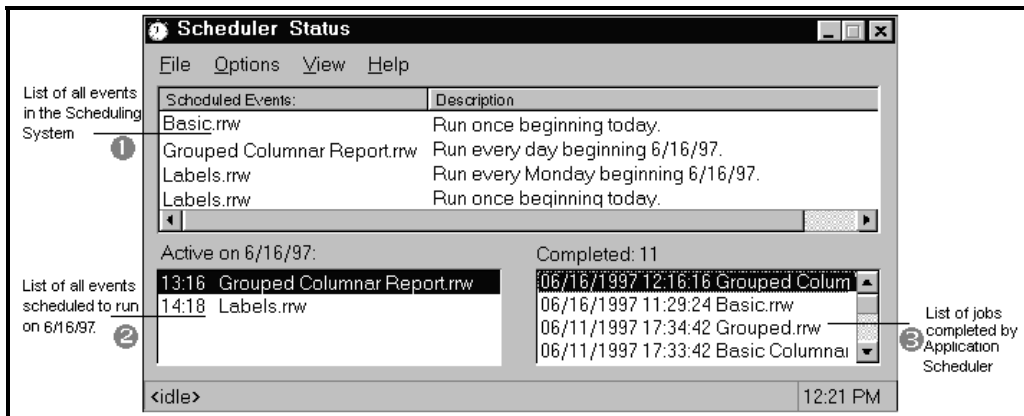 Scheduler Status
File Options View Help
List of all events
in the Scheduling
System
1
Scheduled Events: Description
Basic.rrw Run once beginning today.
Grouped Columnar Report.rrw Run every day beginning 6/16/97.
Labels.rrw Run every Monday beginning 6/16/97.
Labels.rrw Run once beginning today.
Active on 6/16/97: Completed: 11
List of all events
scheduled to run
on 6/16/97.
2
13:16 Grouped Columnar Report.rrw
14:18 Labels.rrw
06/16/1997 12:16:16 Grouped Colum
06/16/1997 11:29:24 Basic.rrw
06/11/1997 17:34:42 Grouped.rrw
06/11/1997 17:33:42 Basic Columnar
List of jobs
completed by
3 Application
Scheduler
<idle> 12:21 PM